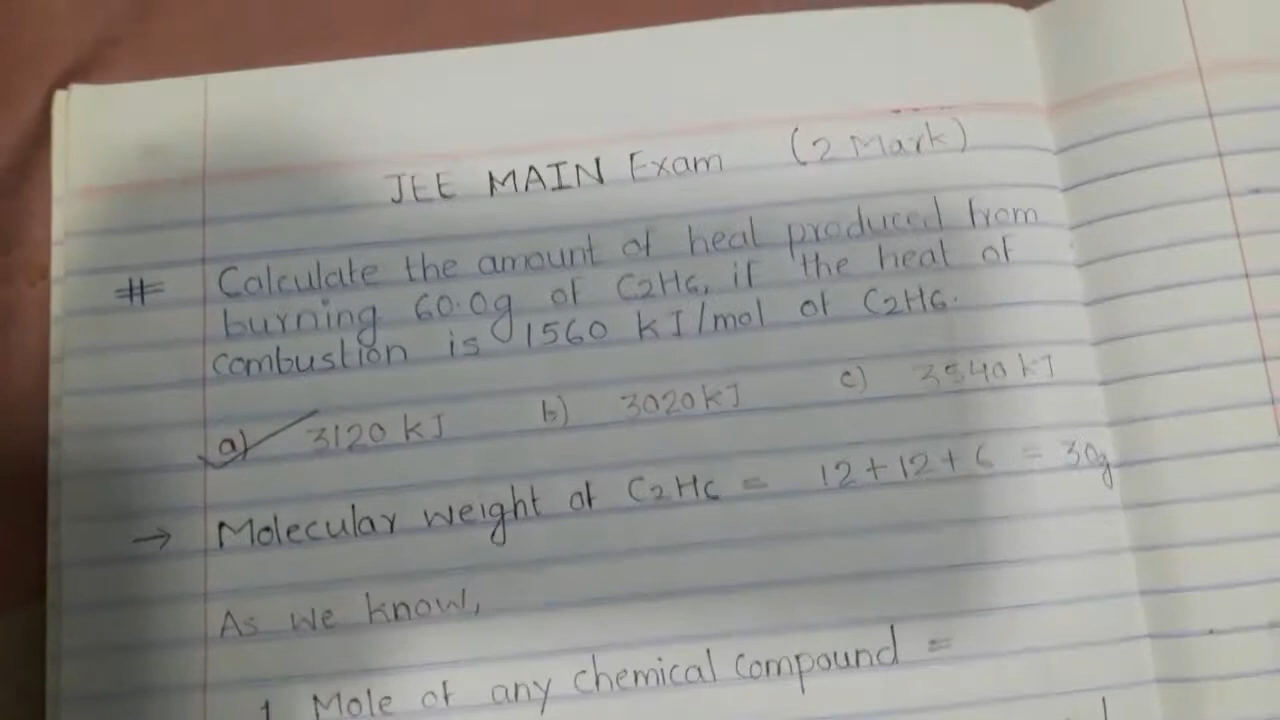 JEE MAIN Exam (2 Mark)
# Calculate the amount of heat produced from
burning 60.0g of C2H6, if the heat of
combustion is 1560 kJ/mol of C2H6.
a) 3120 kJ b) 3020 kJ c) 3540 kJ
→ Molecular weight of C2H6 = 12+12+6 = 30g
As we know,
1 Mole of any chemical compound =